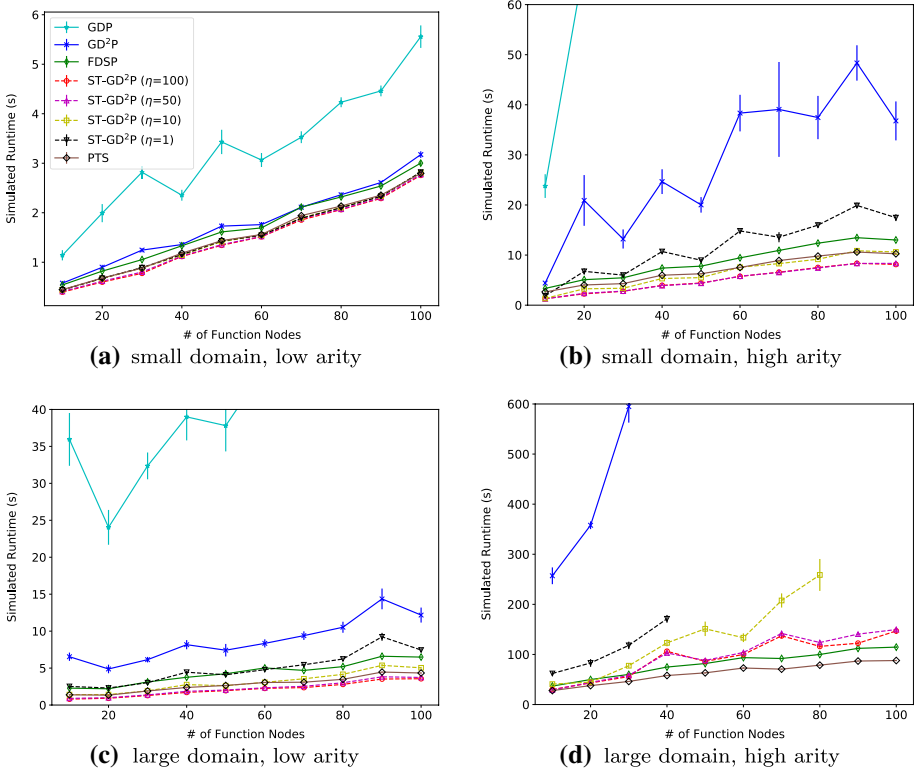 6
5
4
3
2
1
Simulated Runtime (s)
GDP
GD²P
FDSP
ST-GD²P (η=100)
ST-GD²P (η=50)
ST-GD²P (η=10)
ST-GD²P (η=1)
PTS
20 40 60 80 100
# of Function Nodes
(a) small domain, low arity
60
50
40
30
20
10
0
Simulated Runtime (s)
20 40 60 80 100
# of Function Nodes
(b) small domain, high arity
40
35
30
25
20
15
10
5
0
Simulated Runtime (s)
20 40 60 80 100
# of Function Nodes
(c) large domain, low arity
600
500
400
300
200
100
0
Simulated Runtime (s)
20 40 60 80 100
# of Function Nodes
(d) large domain, high arity